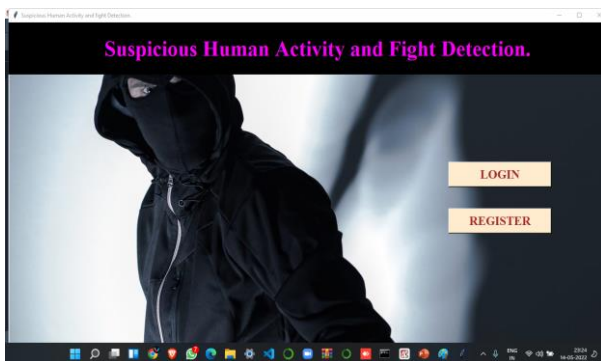 Suspicious Human Activity and Fight Detection.
Suspicious Human Activity and Fight Detection.
LOGIN
REGISTER
ENG
IN
23:24
14-05-2022